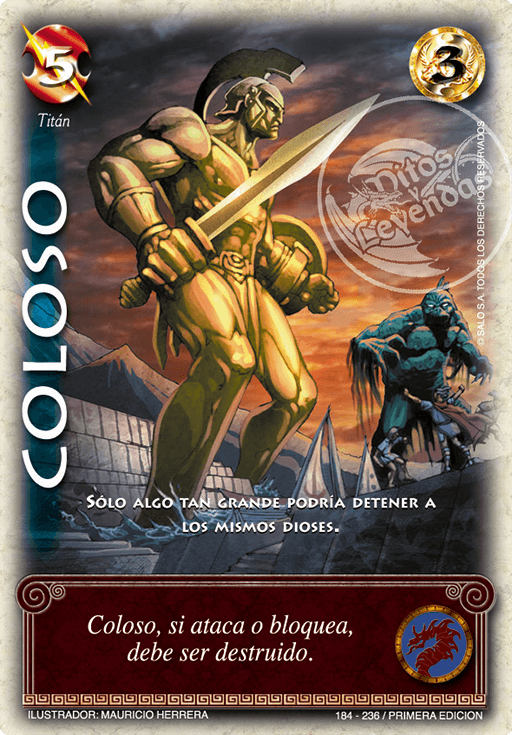 5
3
Titán
Mitos y Leyendas
COLOSO
© SALO S.A. TODOS LOS DERECHOS RESERVADOS
SÓLO ALGO TAN GRANDE PODRÍA DETENER A
LOS MISMOS DIOSES.
Coloso, si ataca o bloquea,
debe ser destruido.
ILUSTRADOR: MAURICIO HERRERA
184 - 236 / PRIMERA EDICION